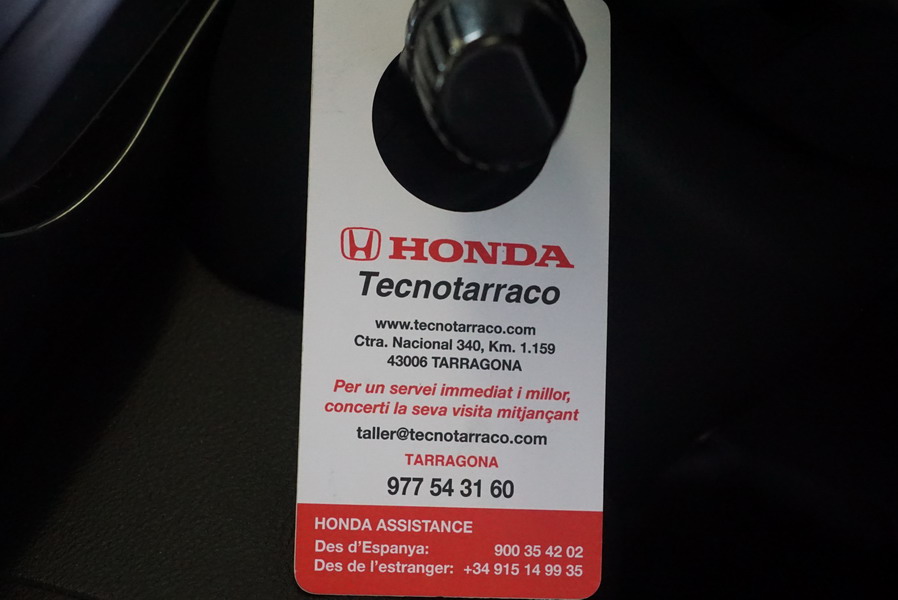 HONDA
Tecnotarraco
www.tecnotarraco.com
Ctra. Nacional 340, Km. 1.159
43006 TARRAGONA
Per un servei immediat i millor,
concerti la seva visita mitjançant
taller@tecnotarraco.com
TARRAGONA
977 54 31 60
HONDA ASSISTANCE
Des d'Espanya: 900 35 42 02
Des de l'estranger: +34 915 14 99 35